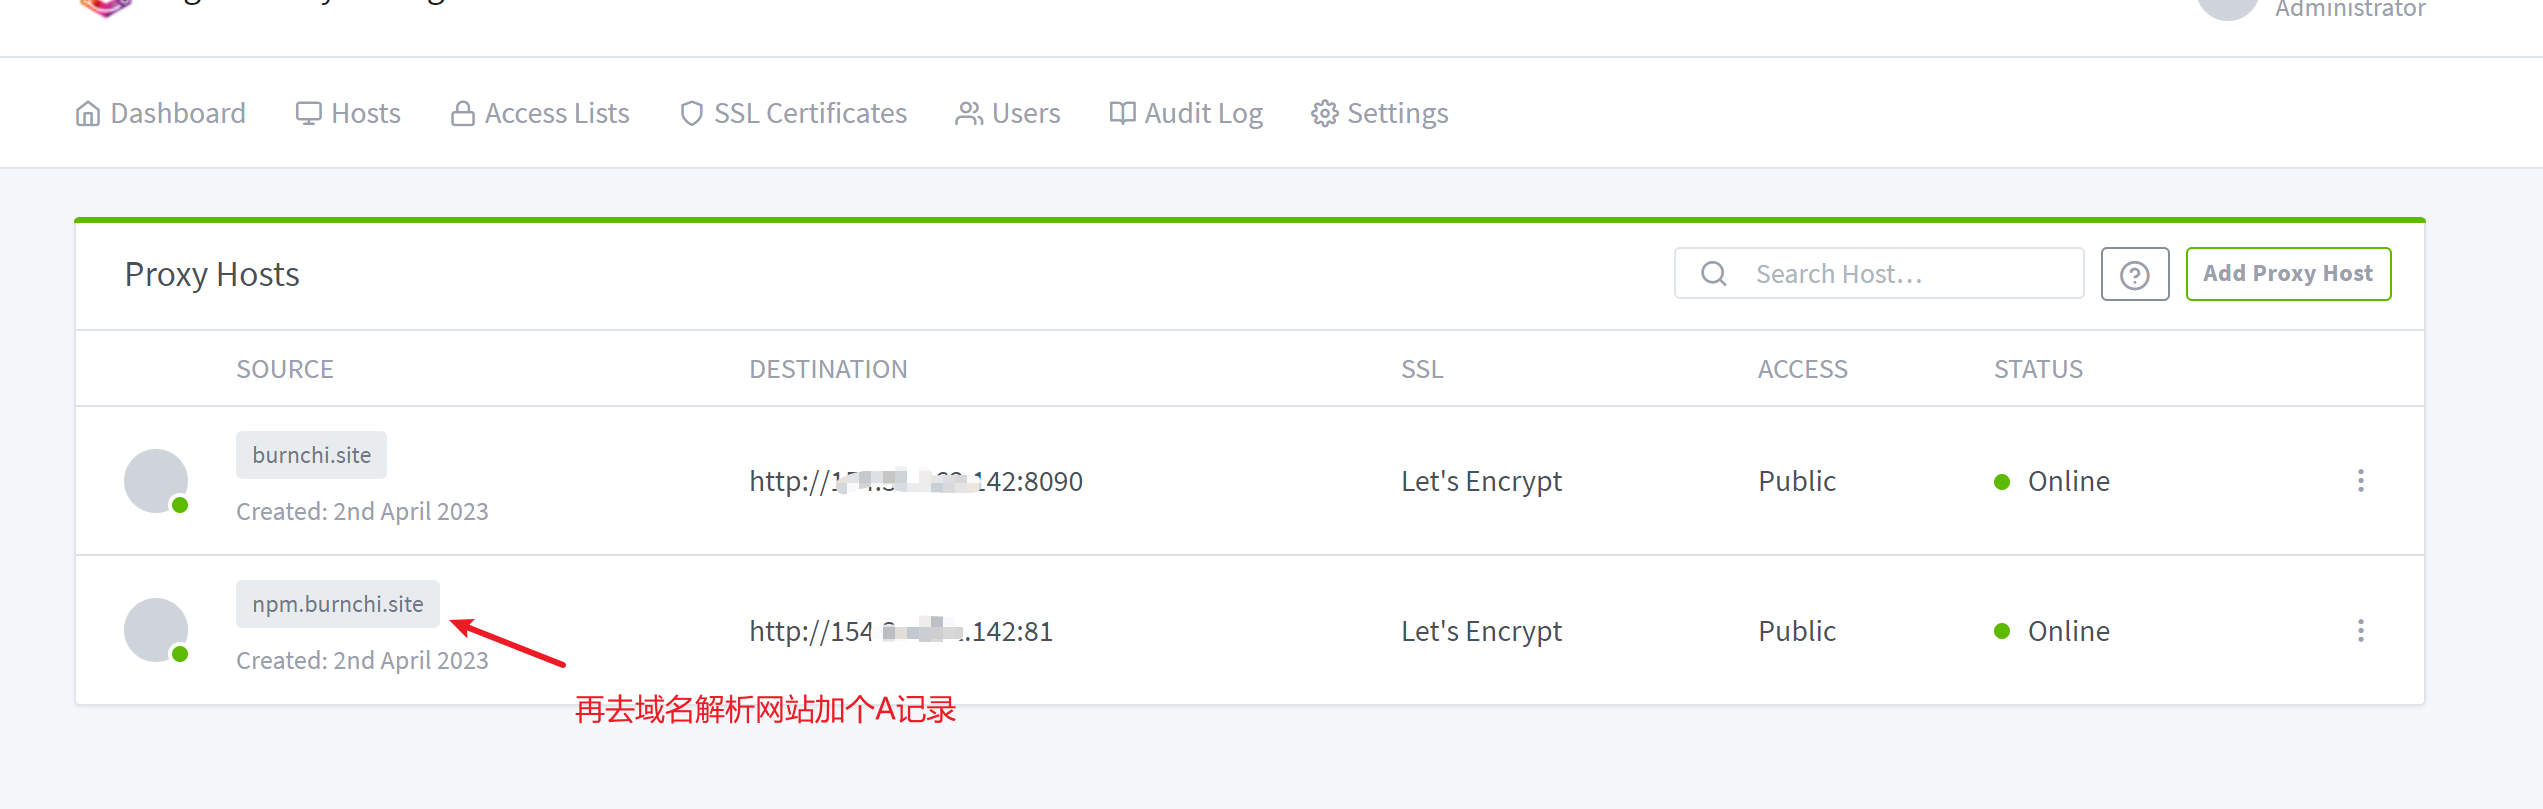 Administrator
Dashboard Hosts Access Lists SSL Certificates Users Audit Log Settings
Proxy Hosts Search Host… Add Proxy Host
SOURCE DESTINATION SSL ACCESS STATUS
burnchi.site
http:// 142:8090 Let's Encrypt Public Online
Created: 2nd April 2023
npm.burnchi.site
http://154 .142:81 Let's Encrypt Public Online
Created: 2nd April 2023
再去域名解析网站加个A记录